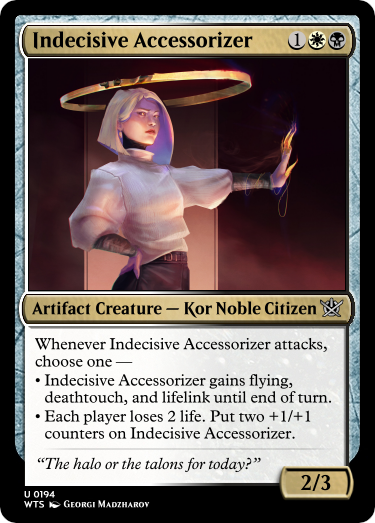 Indecisive Accessorizer 1
Artifact Creature — Kor Noble Citizen
Whenever Indecisive Accessorizer attacks,
choose one —
• Indecisive Accessorizer gains flying,
deathtouch, and lifelink until end of turn.
• Each player loses 2 life. Put two +1/+1
counters on Indecisive Accessorizer.
“The halo or the talons for today?”
2/3
U 0194
WTS Georgi Madzharov